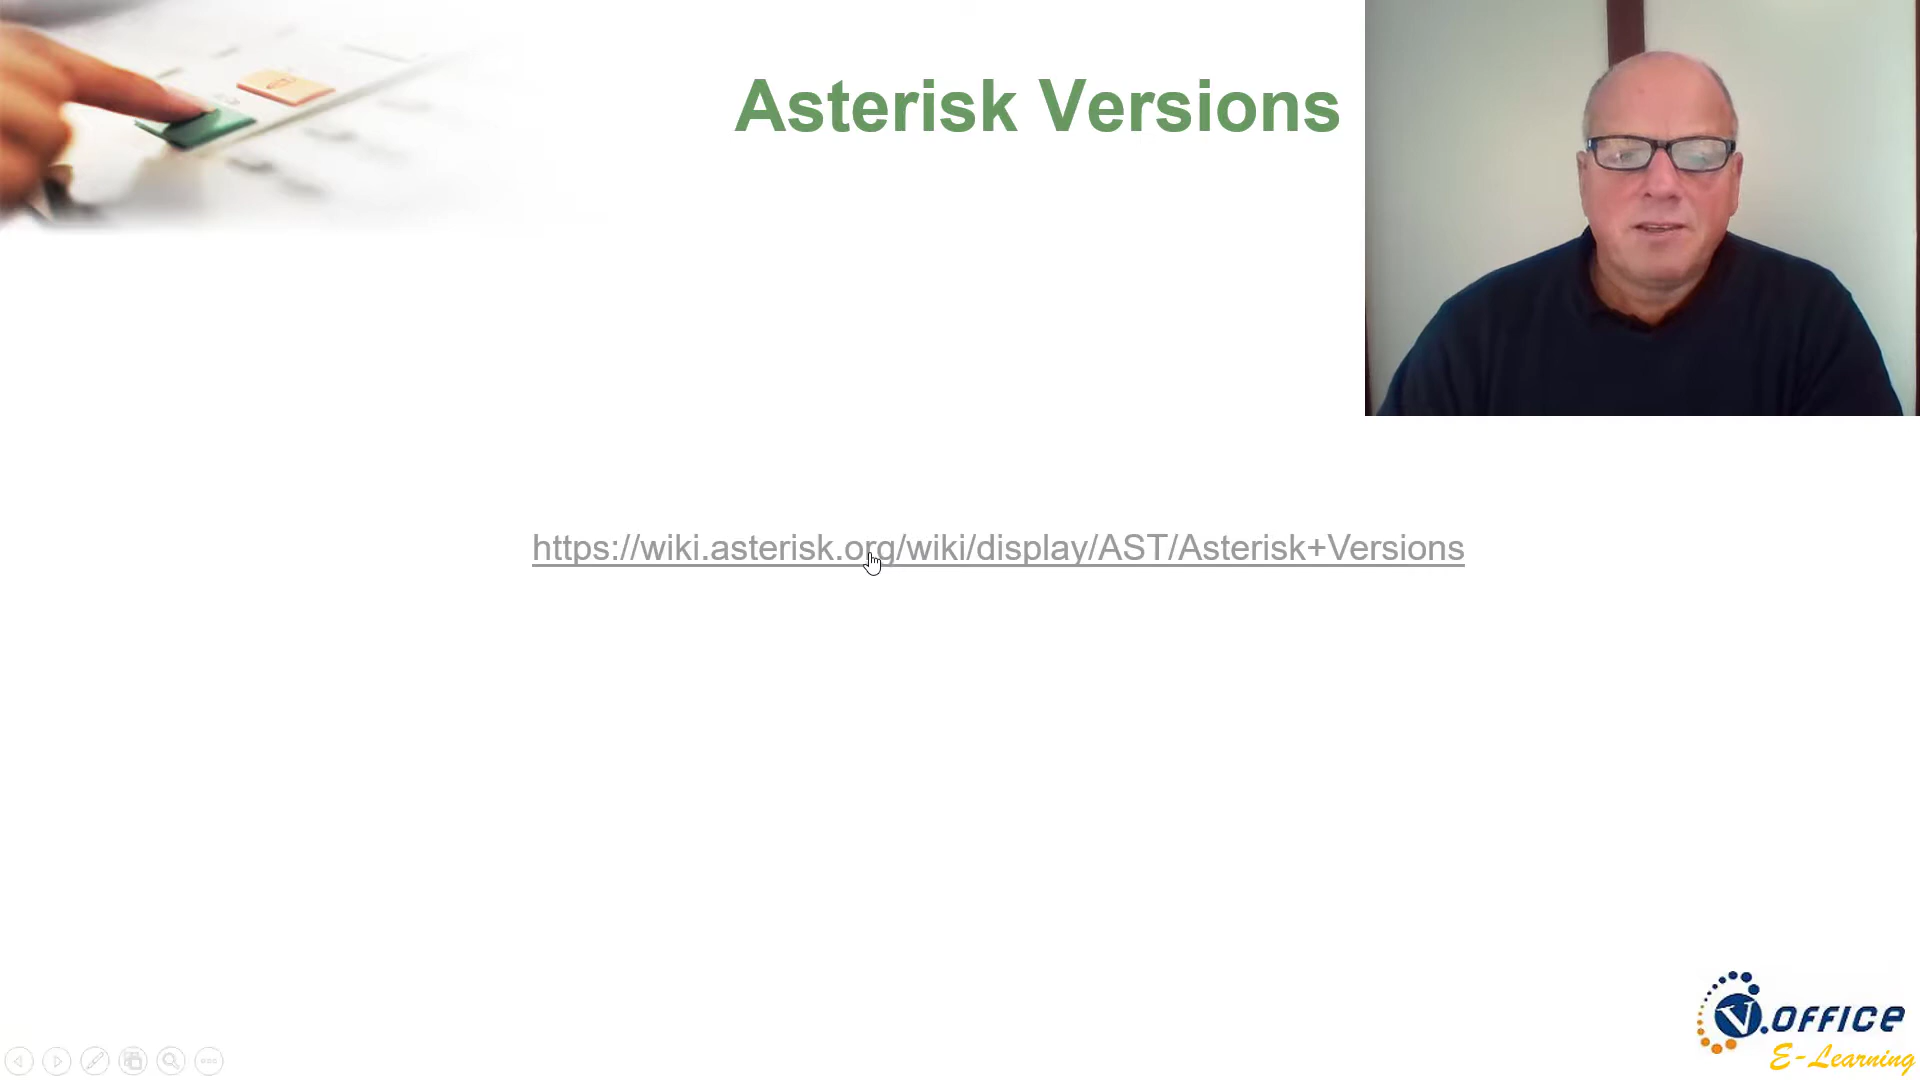 Asterisk Versions
https://wiki.asterisk.org/wiki/display/AST/Asterisk+Versions
V.OFFICE
E-Learning